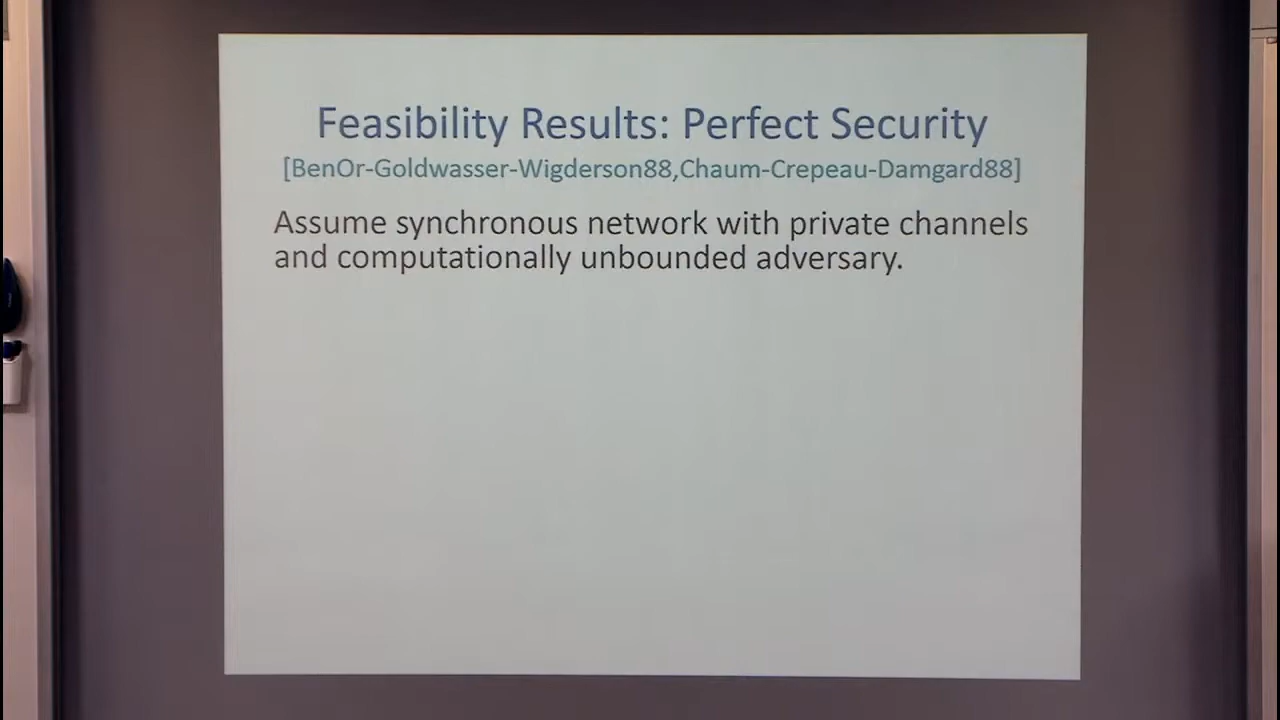 Feasibility Results: Perfect Security
[BenOr-Goldwasser-Wigderson88,Chaum-Crepeau-Damgard88]
Assume synchronous network with private channels
and computationally unbounded adversary.